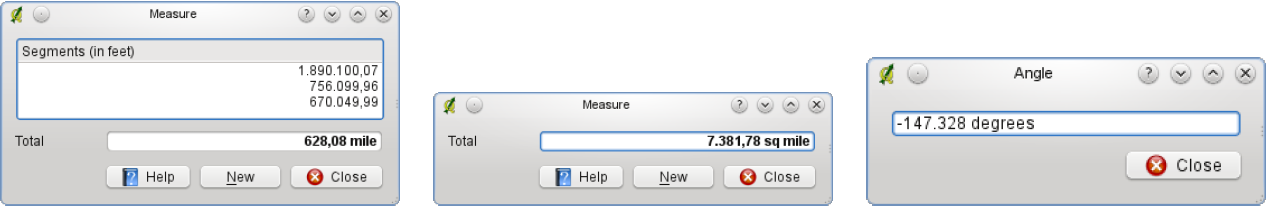 Measure
Segments (in feet)
1.890.100,07
756.099,96
670.049,99
Total 628,08 mile
Help New Close
Measure
Total 7.381,78 sq mile
Help New Close
Angle
-147.328 degrees
Close